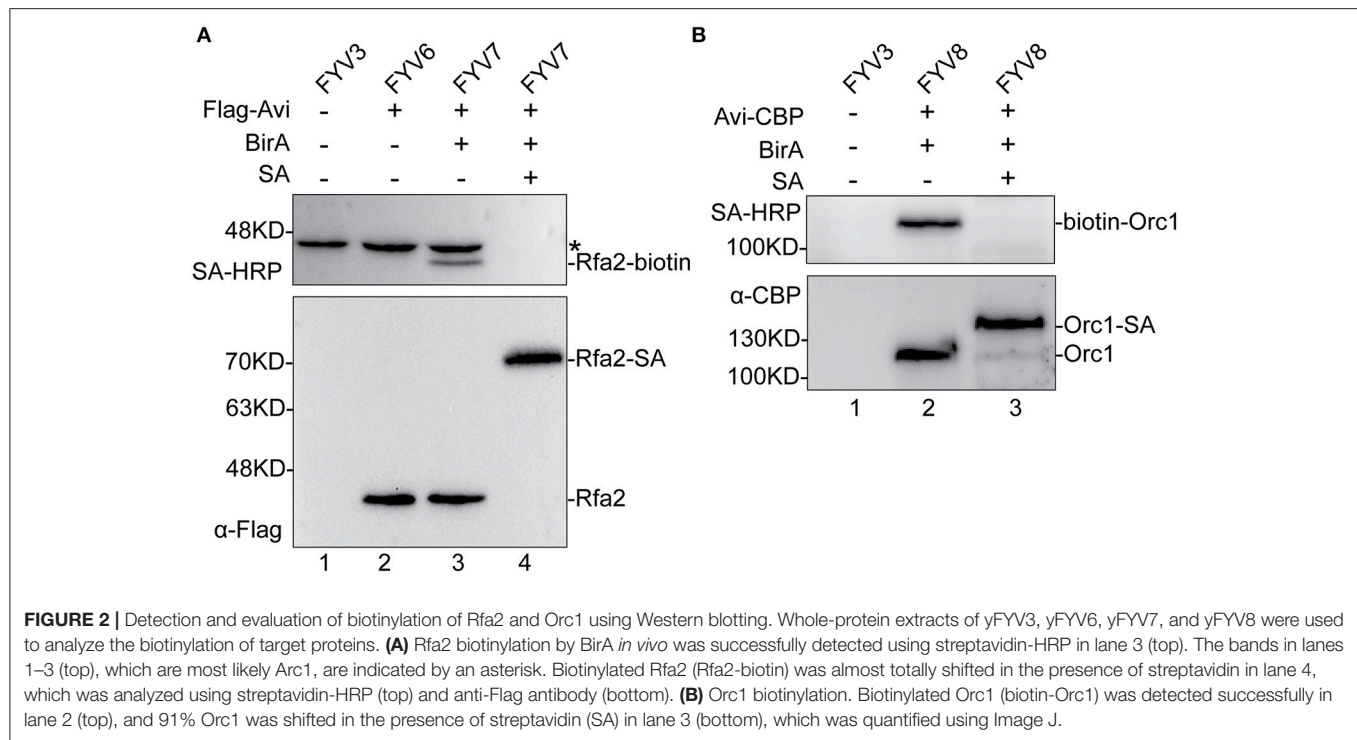 A
FYV3 FYV6 FYV7 FYV7
Flag-Avi - + + +
BirA - - + +
SA - - - +
48KD-
*
SA-HRP
-Rfa2-biotin
70KD-
-Rfa2-SA
63KD-
48KD-
-Rfa2
α-Flag
1 2 3 4
B
FYV3 FYV8 FYV8
Avi-CBP - + +
BirA - + +
SA - - +
SA-HRP
-biotin-Orc1
100KD-
α-CBP
-Orc1-SA
130KD-
-Orc1
100KD-
1 2 3
FIGURE 2 | Detection and evaluation of biotinylation of Rfa2 and Orc1 using Western blotting. Whole-protein extracts of yFYV3, yFYV6, yFYV7, and yFYV8 were used
to analyze the biotinylation of target proteins. (A) Rfa2 biotinylation by BirA in vivo was successfully detected using streptavidin-HRP in lane 3 (top). The bands in lanes
1–3 (top), which are most likely Arc1, are indicated by an asterisk. Biotinylated Rfa2 (Rfa2-biotin) was almost totally shifted in the presence of streptavidin in lane 4,
which was analyzed using streptavidin-HRP (top) and anti-Flag antibody (bottom). (B) Orc1 biotinylation. Biotinylated Orc1 (biotin-Orc1) was detected successfully in
lane 2 (top), and 91% Orc1 was shifted in the presence of streptavidin (SA) in lane 3 (bottom), which was quantified using Image J.